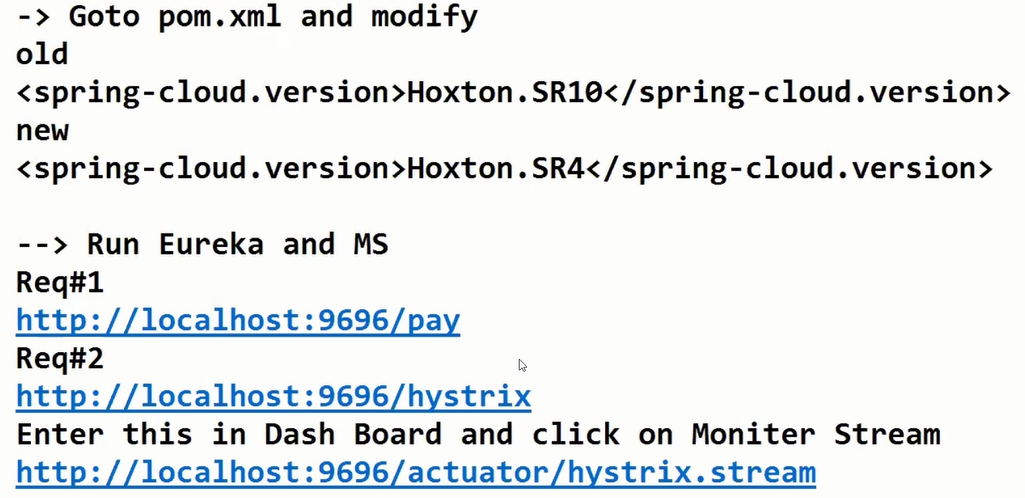 -> Goto pom.xml and modify
old
<spring-cloud.version>Hoxton.SR10</spring-cloud.version>
new
<spring-cloud.version>Hoxton.SR4</spring-cloud.version>
--> Run Eureka and MS
Req#1
http://localhost:9696/pay
Req#2
http://localhost:9696/hystrix
Enter this in Dash Board and click on Moniter Stream
http://localhost:9696/actuator/hystrix.stream